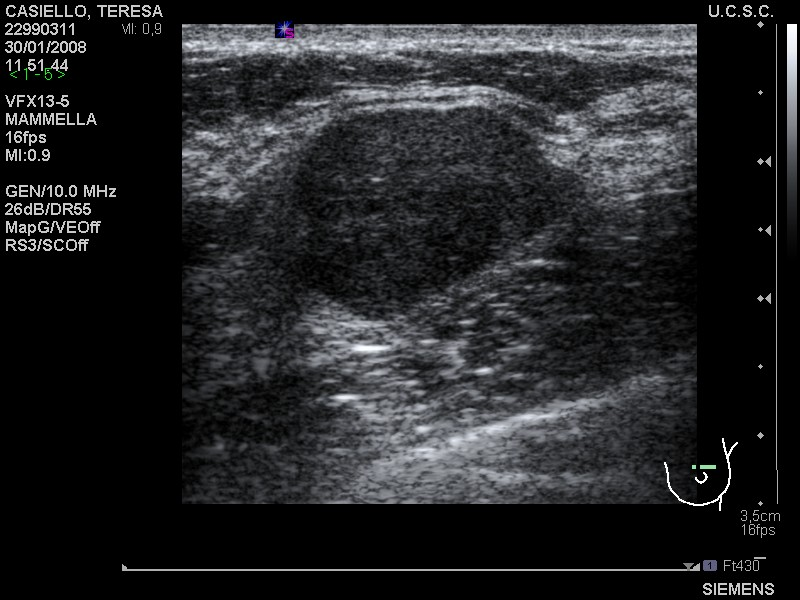 CASIELLO, TERESA
U.C.S.C.
22990311
MI: 0,9
30/01/2008
11.51.44
<1-5>
VFX13-5
MAMMELLA
16fps
MI:0.9
GEN/10.0 MHz
26dB/DR55
MapG/VEOff
RS3/SCOff
S
3,5cm
16fps
1 Ft430
SIEMENS